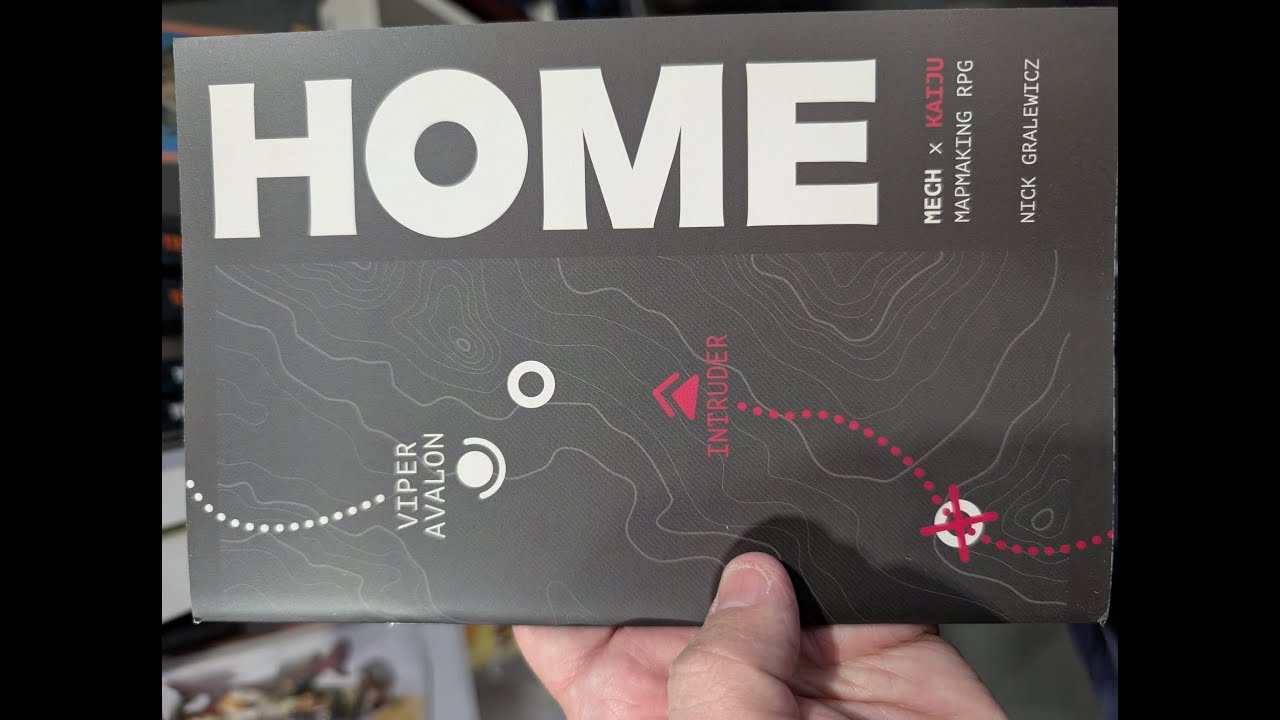 HOME
MECH x KAIJU
MAPMAKING RPG
NICK GRALEWICZ
VIPER
AVALON
INTRUDER